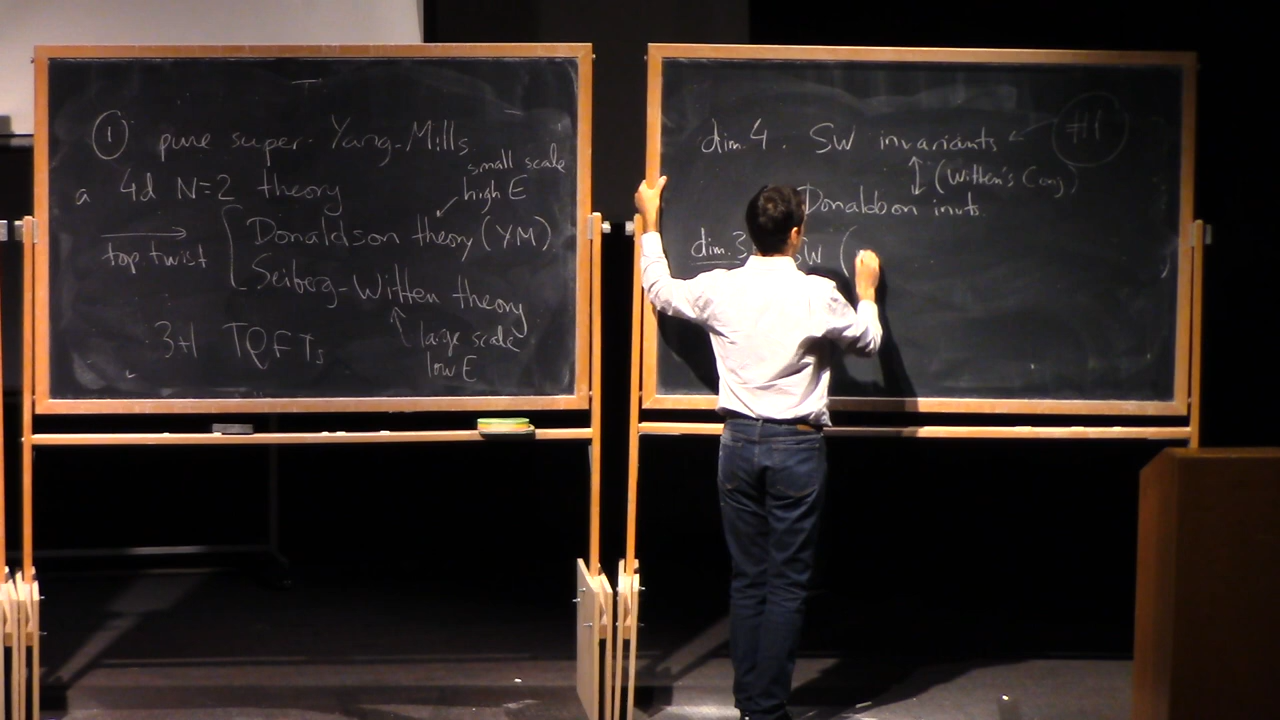 ① pure super-Yang-Mills
a 4d N=2 theory
small scale
high E
top. twist
Donaldson theory (YM)
Seiberg-Witten theory
large scale
low E
3+1 TQFTs
dim. 4. SW invariants ← #1
↕ (Witten's Conj)
Donaldson invts.
dim. 3 SW (